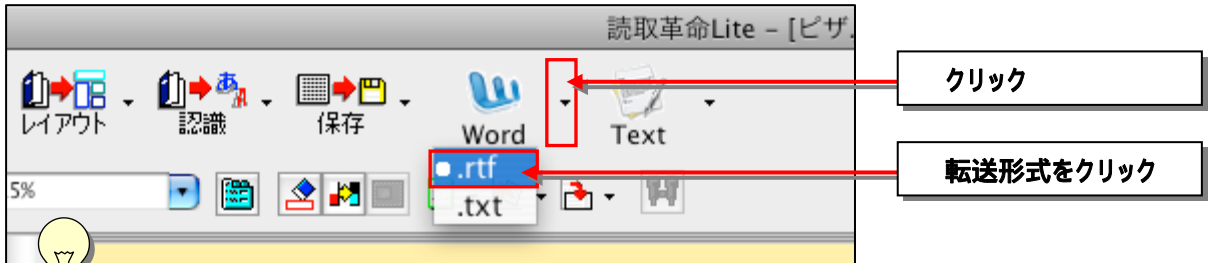 読取革命Lite – [ピザ.
クリック
レイアウト
認識
保存
Word
Text
転送形式をクリック
.rtf
5%
.txt